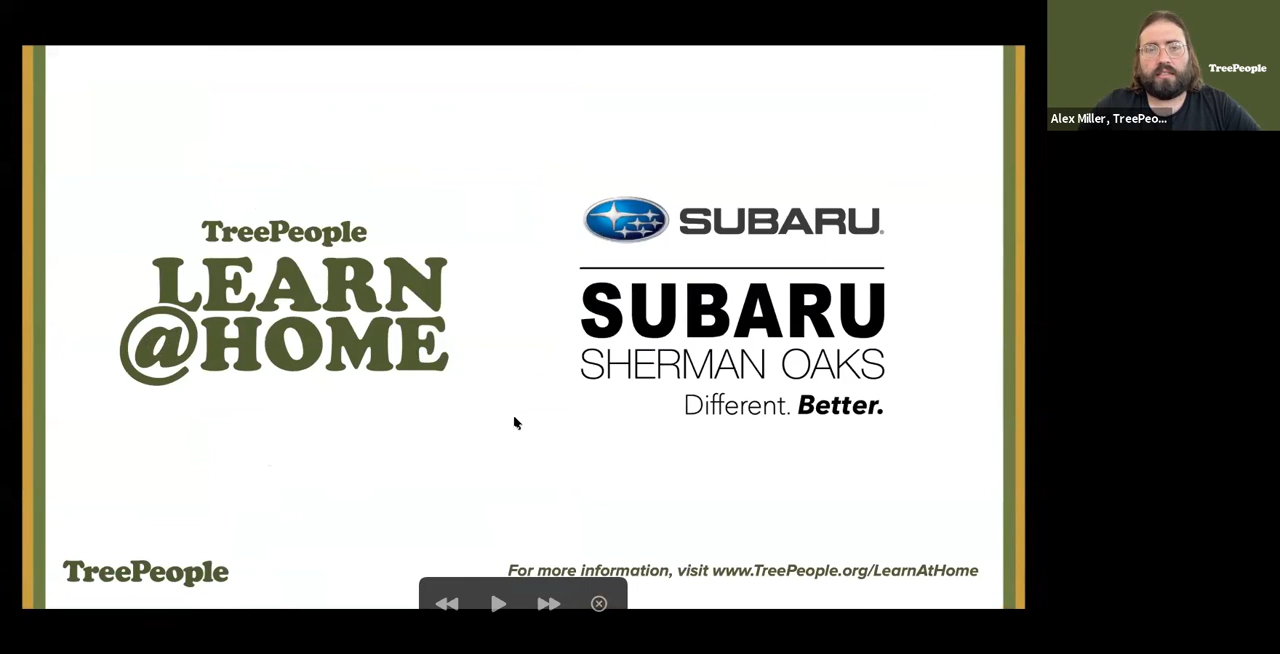 TreePeople
LEARN
@HOME
SUBARU
SUBARU
SHERMAN OAKS
Different. Better.
TreePeople
For more information, visit www.TreePeople.org/LearnAtHome
TreePeople
Alex Miller, TreePeo...